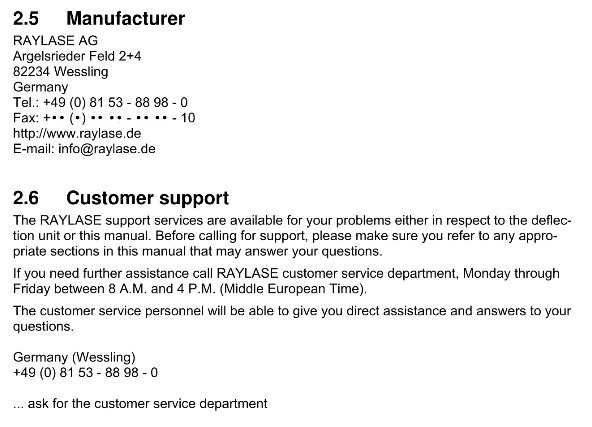 2.5 Manufacturer
RAYLASE AG
Argelsrieder Feld 2+4
82234 Wessling
Germany
Tel.: +49 (0) 81 53 - 88 98 - 0
Fax: +•• (•) •• •• - •• •• - 10
http://www.raylase.de
E-mail: info@raylase.de
2.6 Customer support
The RAYLASE support services are available for your problems either in respect to the deflec-
tion unit or this manual. Before calling for support, please make sure you refer to any appro-
priate sections in this manual that may answer your questions.
If you need further assistance call RAYLASE customer service department, Monday through
Friday between 8 A.M. and 4 P.M. (Middle European Time).
The customer service personnel will be able to give you direct assistance and answers to your
questions.
Germany (Wessling)
+49 (0) 81 53 - 88 98 - 0
... ask for the customer service department